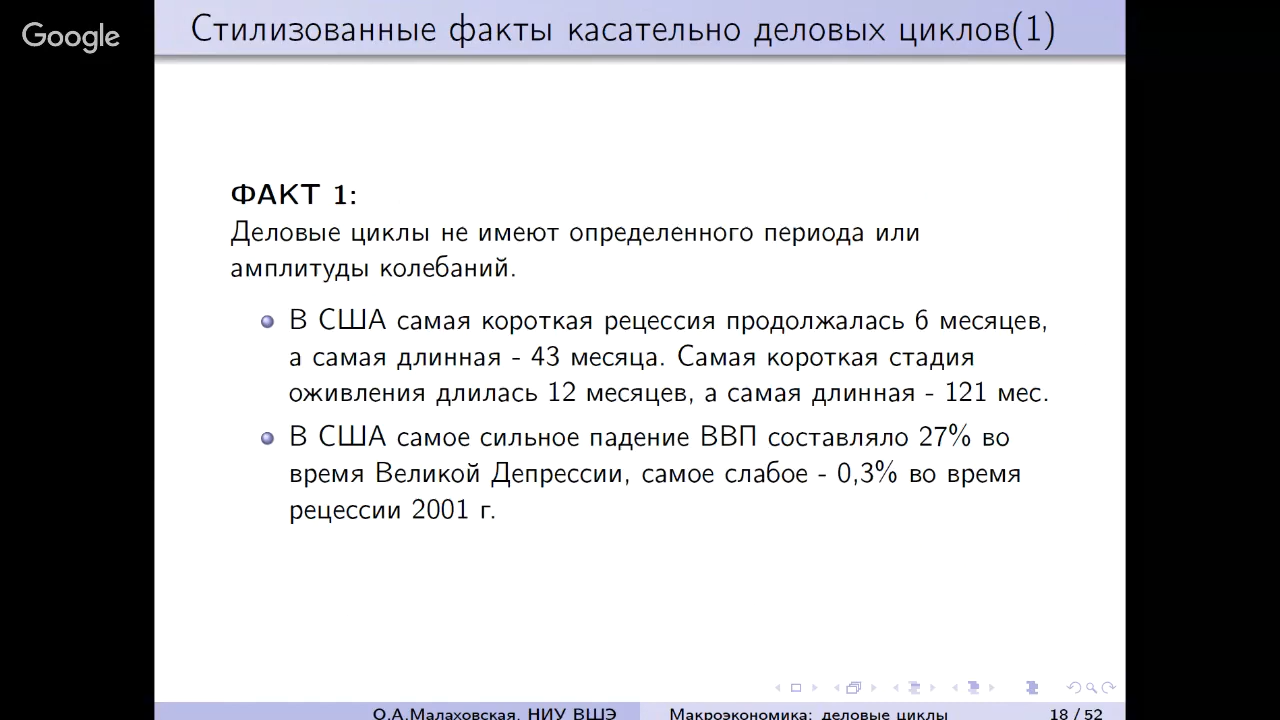 Google
Стилизованные факты касательно деловых циклов(1)
ФАКТ 1:
Деловые циклы не имеют определенного периода или
амплитуды колебаний.
В США самая короткая рецессия продолжалась 6 месяцев,
а самая длинная - 43 месяца. Самая короткая стадия
оживления длилась 12 месяцев, а самая длинная - 121 мес.
В США самое сильное падение ВВП составляло 27% во
время Великой Депрессии, самое слабое - 0,3% во время
рецессии 2001 г.
О.А.Малаховская, НИУ ВШЭ Макроэкономика: деловые циклы 18 / 52